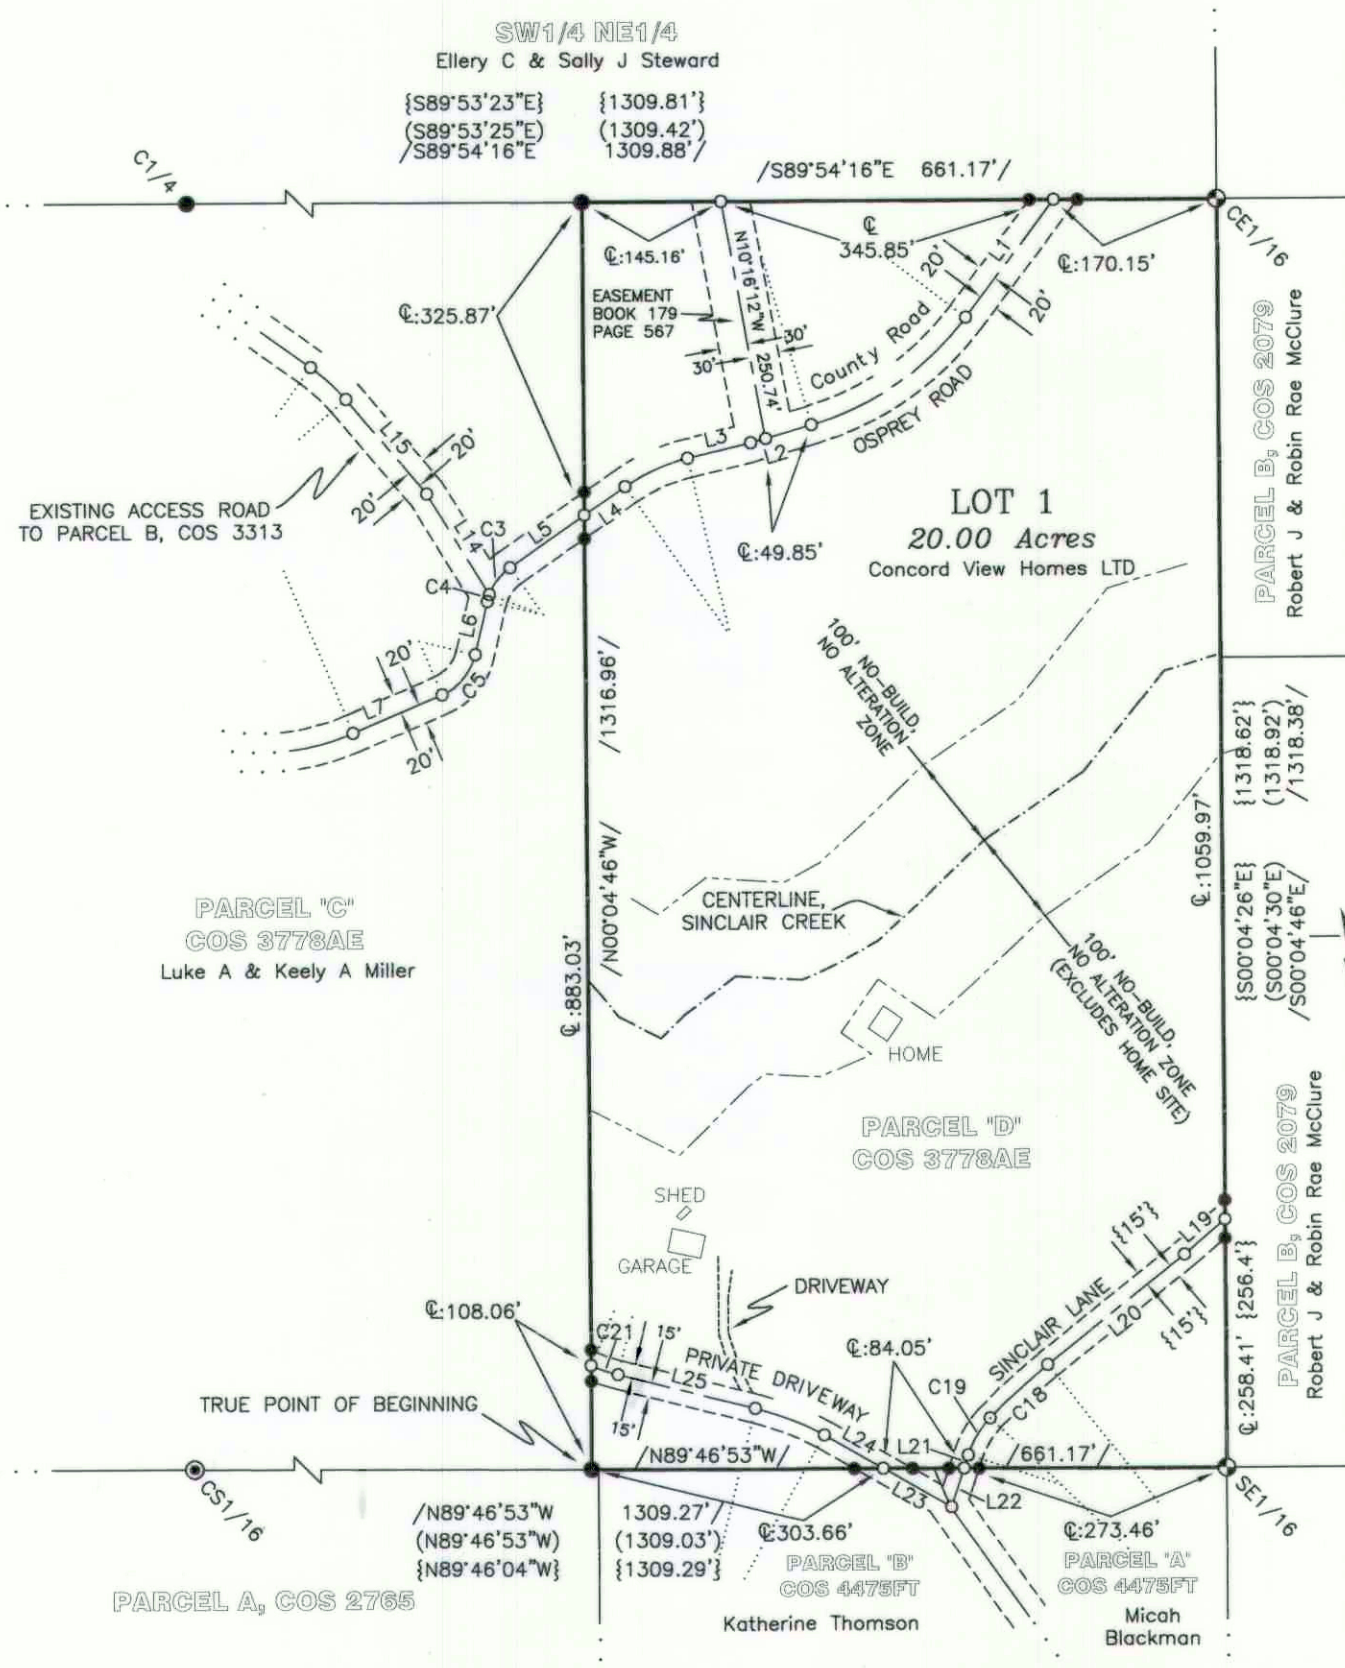 SW1/4 NE1/4
Ellery C & Sally J Steward
{S89°53'23"E} {1309.81'}
(S89°53'25"E) (1309.42')
/S89°54'16"E 1309.88'/
C1/4
/S89°54'16"E 661.17'/
CE1/16
℄:145.16'
℄
345.85'
℄:170.15'
L1
20'
20'
N10°16'12"W 250.74'
EASEMENT
BOOK 179
PAGE 567
30'
30'
County Road
OSPREY ROAD
℄:325.87'
L15
20'
20'
L14
EXISTING ACCESS ROAD
TO PARCEL B, COS 3313
C3
C4
L5
L4
L3
L2
℄:49.85'
L6
20'
C5
L7
20'
LOT 1
20.00 Acres
Concord View Homes LTD
PARCEL B, COS 2079
Robert J & Robin Rae McClure
100' NO-BUILD,
NO ALTERATION
ZONE
/1316.96'/
/N00°04'46"W/
℄:883.03'
{1318.62'}
(1318.92')
/1318.38'/
℄:1059.97'
{S00°04'26"E}
(S00°04'30"E)
/S00°04'46"E/
PARCEL "C"
COS 3778AE
Luke A & Keely A Miller
CENTERLINE,
SINCLAIR CREEK
100' NO-BUILD,
NO ALTERATION ZONE
(EXCLUDES HOME SITE)
HOME
PARCEL "D"
COS 3778AE
SHED
GARAGE
DRIVEWAY
PARCEL B, COS 2079
Robert J & Robin Rae McClure
{15'}
L19
SINCLAIR LANE
L20
{15'}
℄:258.41' {256.4'}
℄:108.06'
C21
15'
L25
15'
PRIVATE DRIVEWAY
℄:84.05'
C19
C18
TRUE POINT OF BEGINNING
L24
L21
/N89°46'53"W/
/661.17'/
L23
L22
CS1/16
SE1/16
/N89°46'53"W 1309.27'/
(N89°46'53"W) (1309.03')
{N89°46'04"W} {1309.29'}
℄:303.66'
℄:273.46'
PARCEL "B"
COS 4475FT
Katherine Thomson
PARCEL "A"
COS 4475FT
Micah
Blackman
PARCEL A, COS 2765